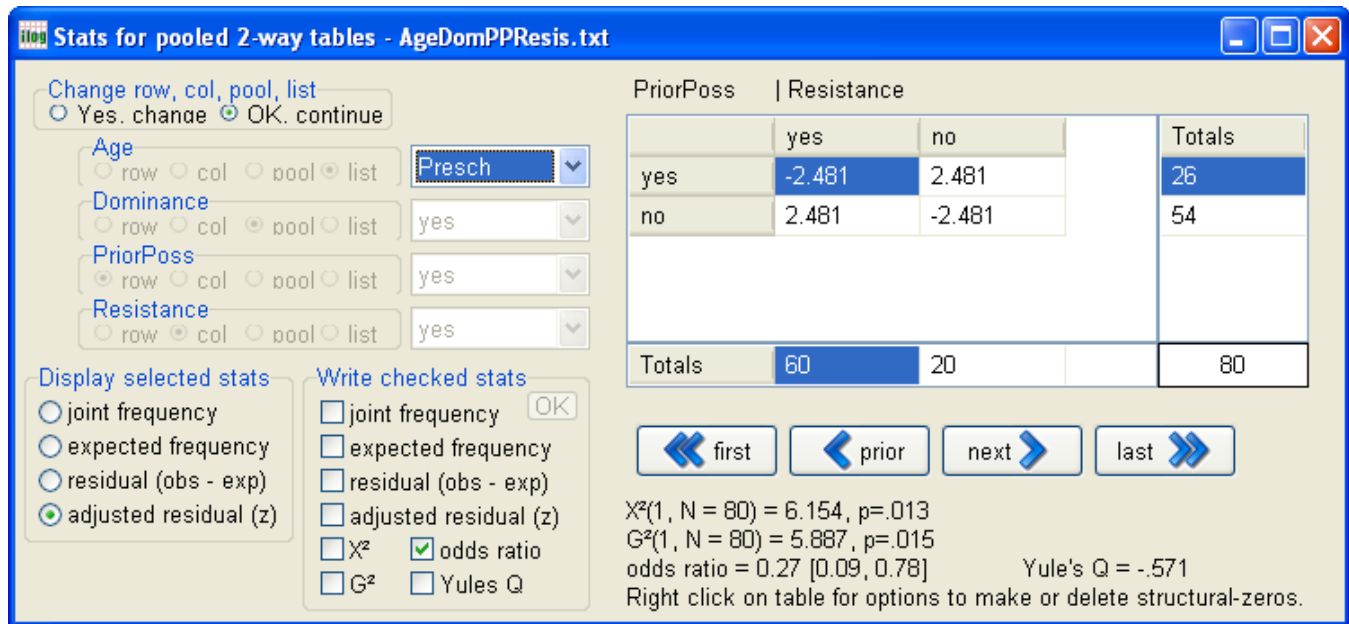 ilog Stats for pooled 2-way tables - AgeDomPPResis.txt
Change row, col, pool, list
Yes, change OK, continue
Age
row col pool list Presch
Dominance
row col pool list yes
PriorPoss
row col pool list yes
Resistance
row col pool list yes
Display selected stats
joint frequency
expected frequency
residual (obs - exp)
adjusted residual (z)
Write checked stats
joint frequency OK
expected frequency
residual (obs - exp)
adjusted residual (z)
X² odds ratio
G² Yules Q
PriorPoss | Resistance
yes no Totals
yes -2.481 2.481 26
no 2.481 -2.481 54
Totals 60 20 80
first prior next last
X²(1, N = 80) = 6.154, p=.013
G²(1, N = 80) = 5.887, p=.015
odds ratio = 0.27 [0.09, 0.78] Yule's Q = -.571
Right click on table for options to make or delete structural-zeros.